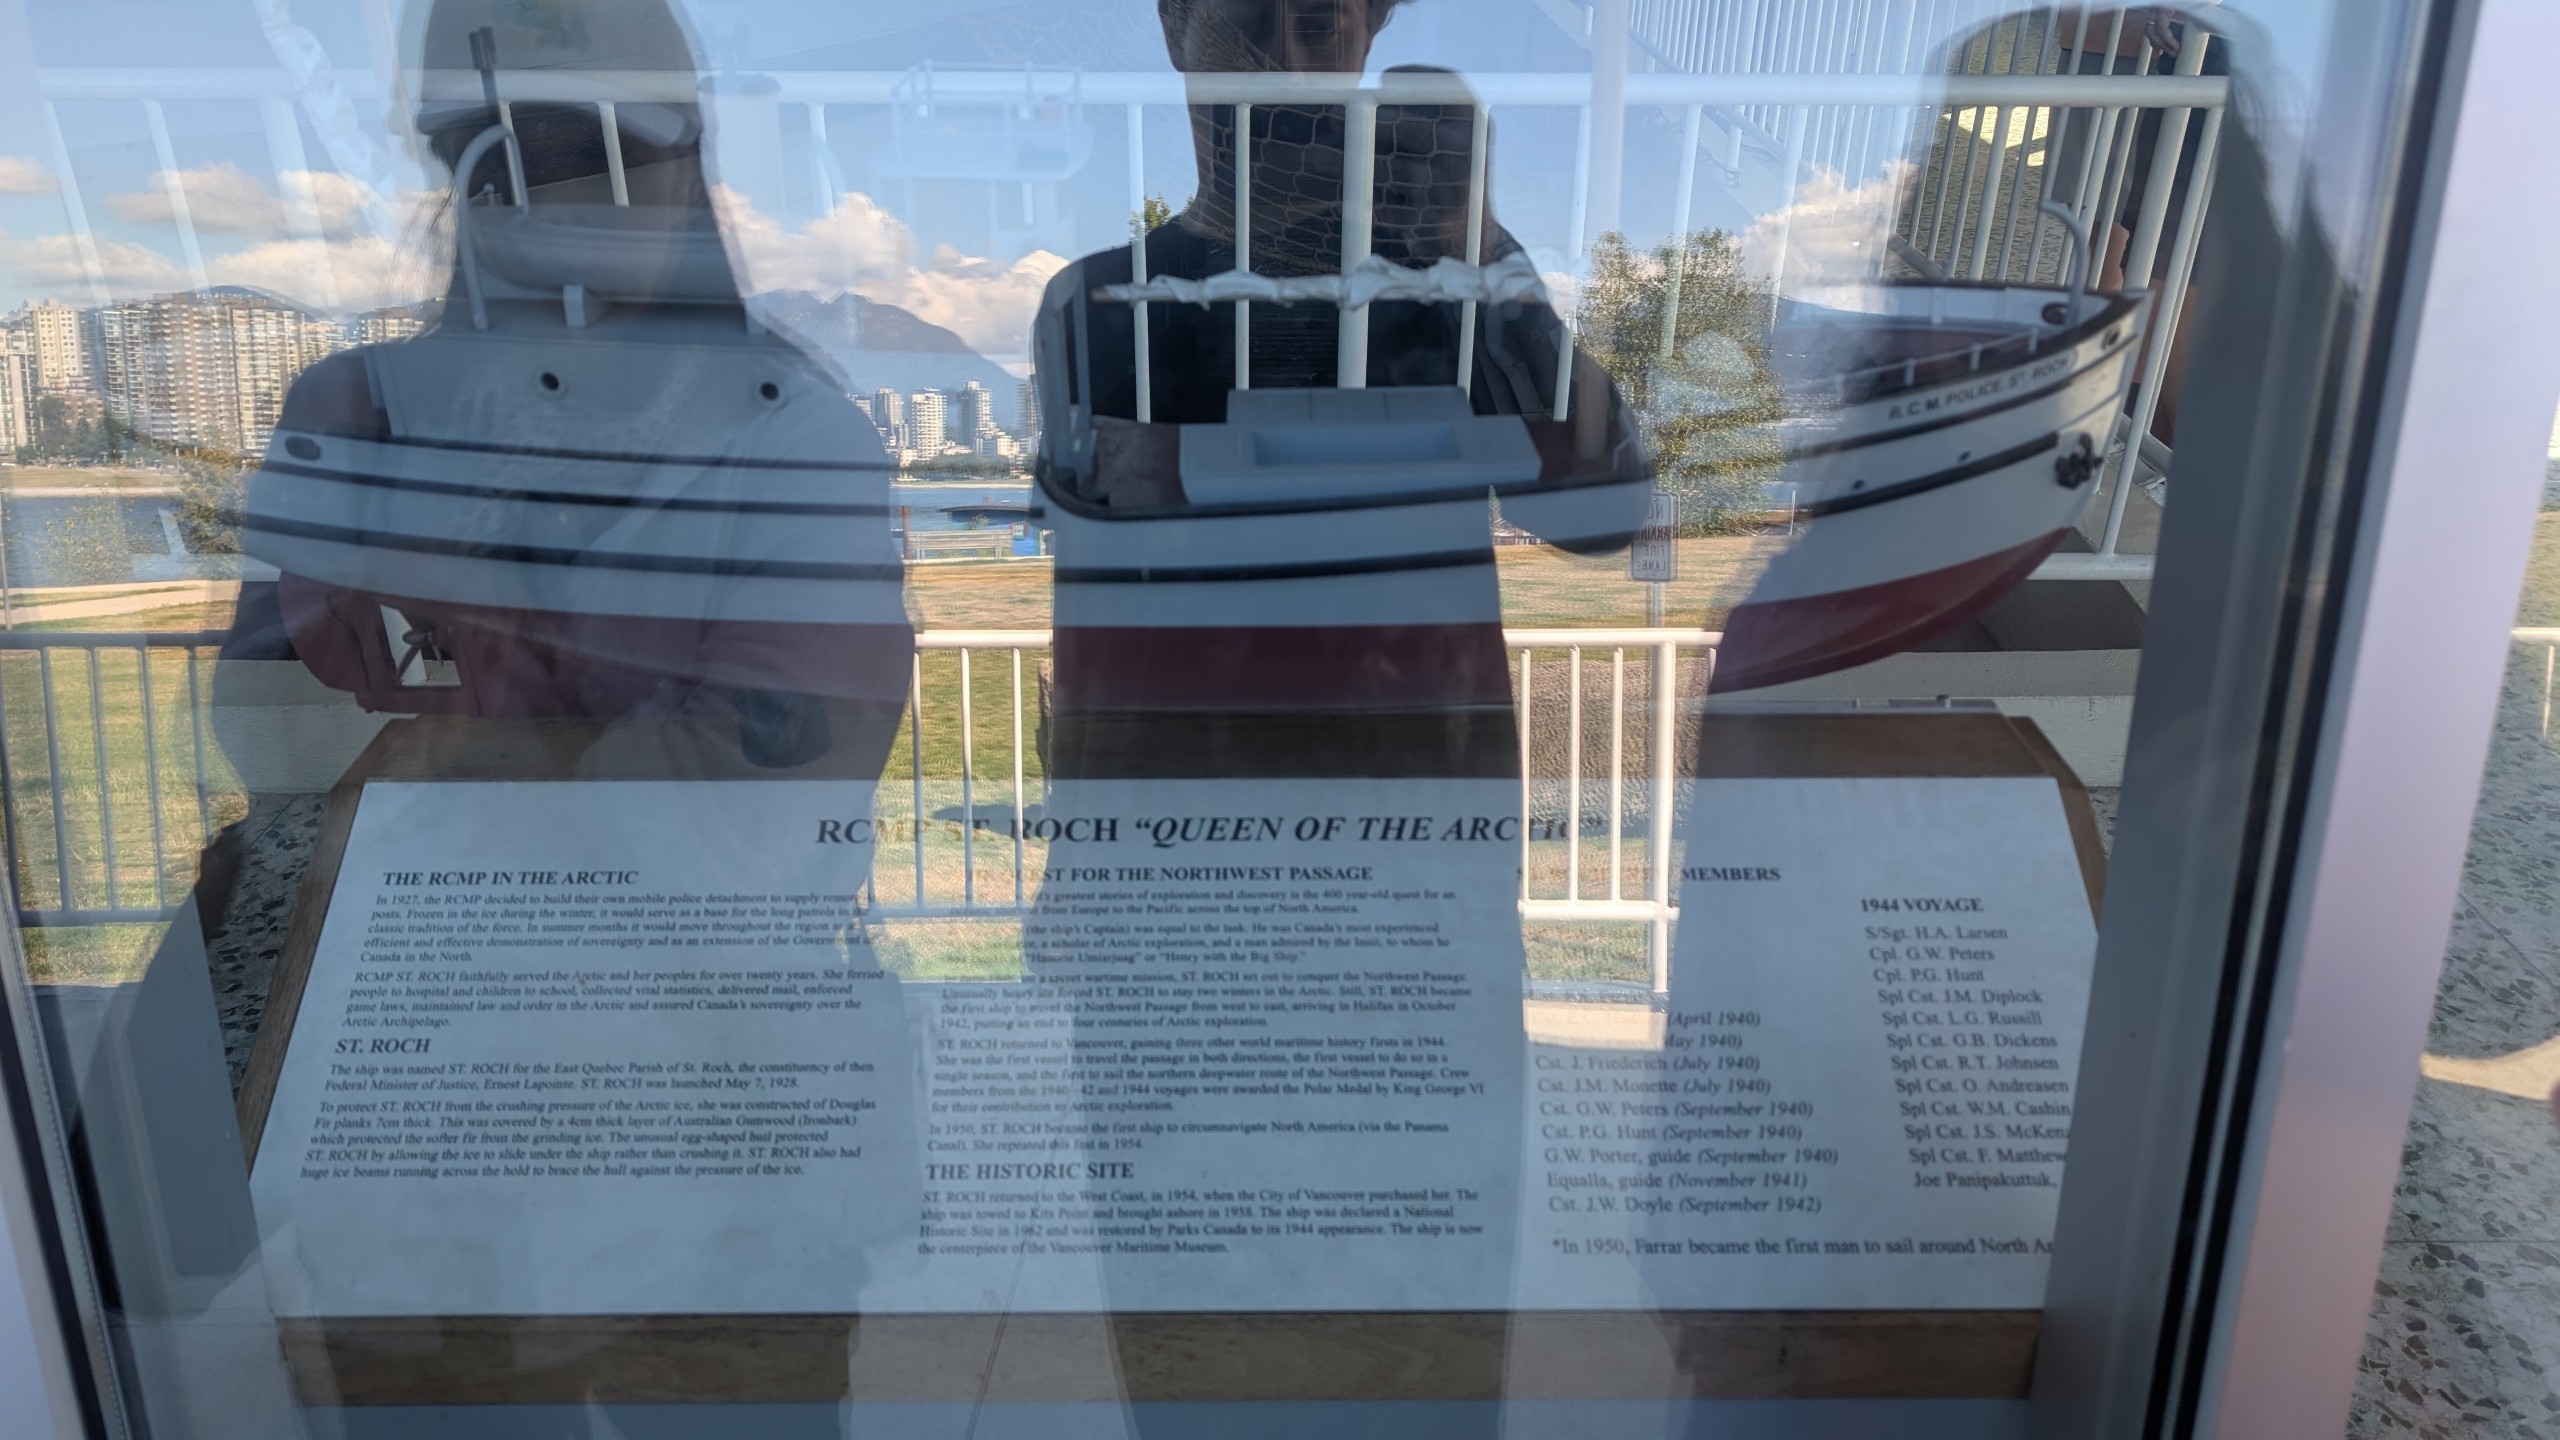 R.C.M. POLICE ST. ROCH
NO
PARKING
FIRE
LANE
RCMP ST. ROCH “QUEEN OF THE ARCTIC”
THE RCMP IN THE ARCTIC
In 1927, the RCMP decided to build their own mobile police detachment to supply remote
posts. Frozen in the ice during the winter, it would serve as a base for the long patrols in
classic tradition of the force. In summer months it would move throughout the region
efficient and effective demonstration of sovereignty and as an extension of the Government
Canada in the North.
RCMP ST. ROCH faithfully served the Arctic and her peoples for over twenty years. She ferried
people to hospital and children to school, collected vital statistics, delivered mail, enforced
game laws, maintained law and order in the Arctic and assured Canada's sovereignty over the
Arctic Archipelago.
ST. ROCH
The ship was named ST. ROCH for the East Quebec Parish of St. Roch, the constituency of then
Federal Minister of Justice, Ernest Lapointe. ST. ROCH was launched May 7, 1928.
To protect ST. ROCH from the crushing pressure of the Arctic ice, she was constructed of Douglas
Fir planks 7cm thick. This was covered by a 4cm thick layer of Australian Gumwood (Ironbark)
which protected the softer fir from the grinding ice. The unusual egg-shaped hull protected
ST. ROCH by allowing the ice to slide under the ship rather than crushing it. ST. ROCH also had
huge ice beams running across the hold to brace the hull against the pressure of the ice.
QUEST FOR THE NORTHWEST PASSAGE
greatest stories of exploration and discovery is the 400 year-old quest for an
from Europe to the Pacific across the top of North America.
(the ship's Captain) was equal to the task. He was Canada's most experienced
a scholar of Arctic exploration, and a man admired by the Inuit, to whom he
"Hanorie Umiarjuag" or "Henry with the Big Ship."
on a secret wartime mission, ST. ROCH set out to conquer the Northwest Passage.
Unusually heavy ice forced ST. ROCH to stay two winters in the Arctic. Still, ST. ROCH became
the first ship to travel the Northwest Passage from west to east, arriving in Halifax in October
1942, putting an end to four centuries of Arctic exploration.
ST. ROCH returned to Vancouver, gaining three other world maritime history firsts in 1944.
She was the first vessel to travel the passage in both directions, the first vessel to do so in a
single season, and the first to sail the northern deepwater route of the Northwest Passage. Crew
members from the 1940 - 42 and 1944 voyages were awarded the Polar Medal by King George VI
for their contribution to Arctic exploration.
In 1950, ST. ROCH became the first ship to circumnavigate North America (via the Panama
Canal). She repeated this feat in 1954.
THE HISTORIC SITE
ST. ROCH returned to the West Coast, in 1954, when the City of Vancouver purchased her. The
ship was towed to Kits Point and brought ashore in 1958. The ship was declared a National
Historic Site in 1962 and was restored by Parks Canada to its 1944 appearance. The ship is now
the centerpiece of the Vancouver Maritime Museum.
MEMBERS
(April 1940)
May 1940)
Cst. J. Friederich (July 1940)
Cst. J.M. Monette (July 1940)
Cst. G.W. Peters (September 1940)
Cst. P.G. Hunt (September 1940)
G.W. Porter, guide (September 1940)
Equalla, guide (November 1941)
Cst. J.W. Doyle (September 1942)
1944 VOYAGE
S/Sgt. H.A. Larsen
Cpl. G.W. Peters
Cpl. P.G. Hunt
Spl Cst. J.M. Diplock
Spl Cst. L.G. Russill
Spl Cst. G.B. Dickens
Spl Cst. R.T. Johnsen
Spl Cst. O. Andreasen
Spl Cst. W.M. Cashin
Spl Cst. J.S. McKenz
Spl Cst. F. Matthew
Joe Panipakuttuk,
*In 1950, Farrar became the first man to sail around North Ar